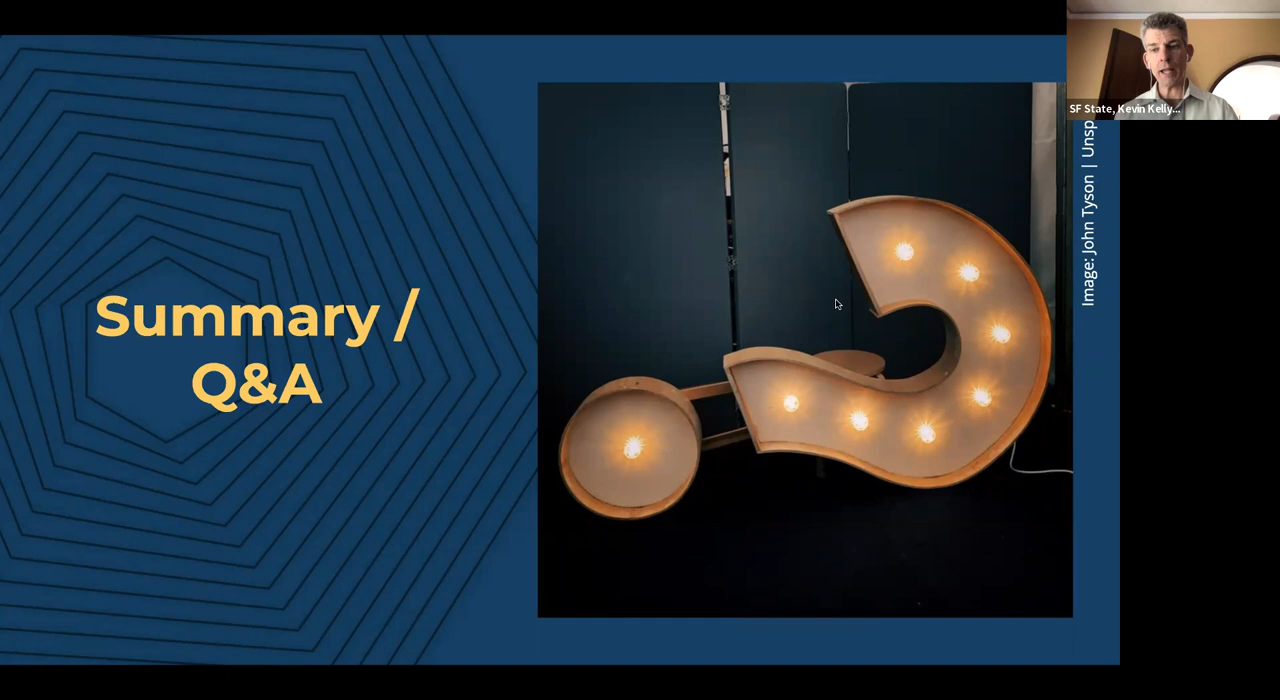 Summary /
Q&A
Image: John Tyson | Unsp
SF State, Kevin Kelly...